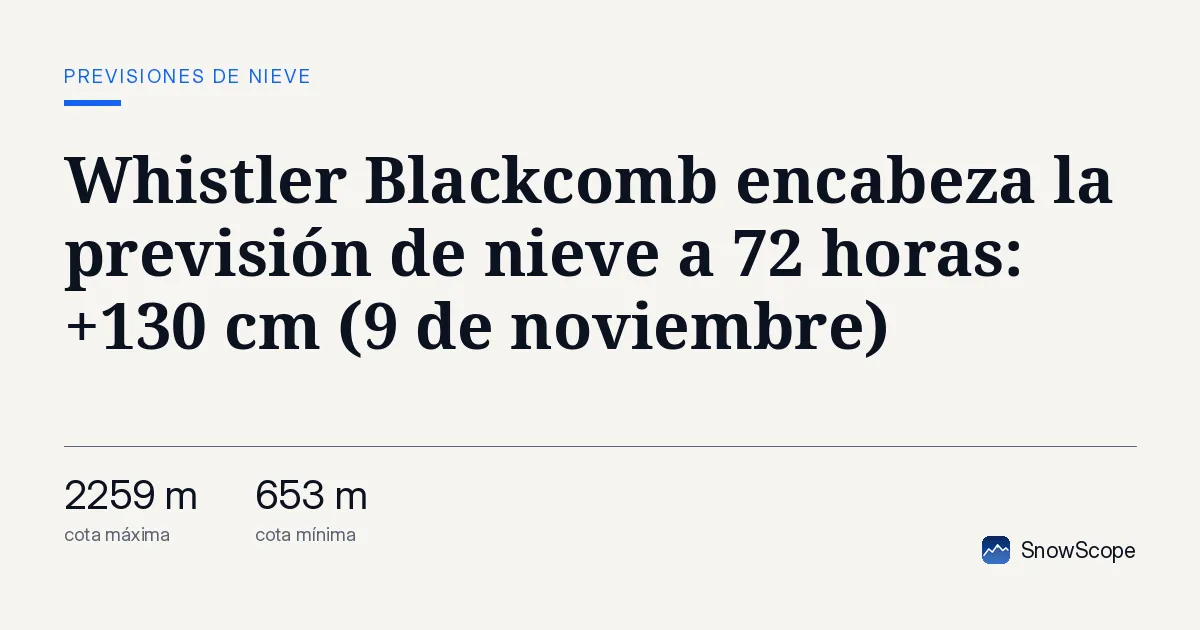 PREVISIONES DE NIEVE
Whistler Blackcomb encabeza la
previsión de nieve a 72 horas:
+130 cm (9 de noviembre)
2259 m
cota máxima
653 m
cota mínima
SnowScope